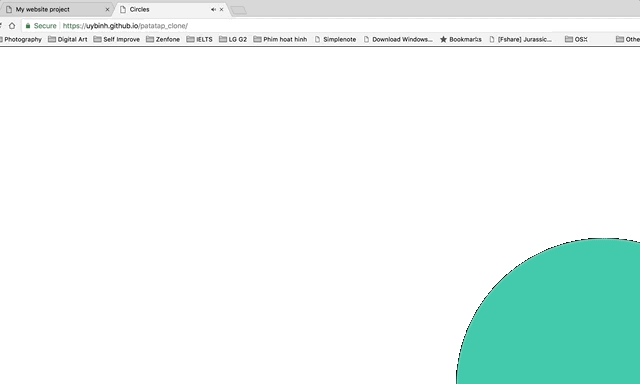 My website project
Circles
Secure https://uybinh.github.io/patatap_clone/
Photography Digital Art Self Improve Zenfone IELTS LG G2 Phim hoat hinh Simplenote Download Windows... Bookmarks [Fshare] Jurassic... OSX Othe